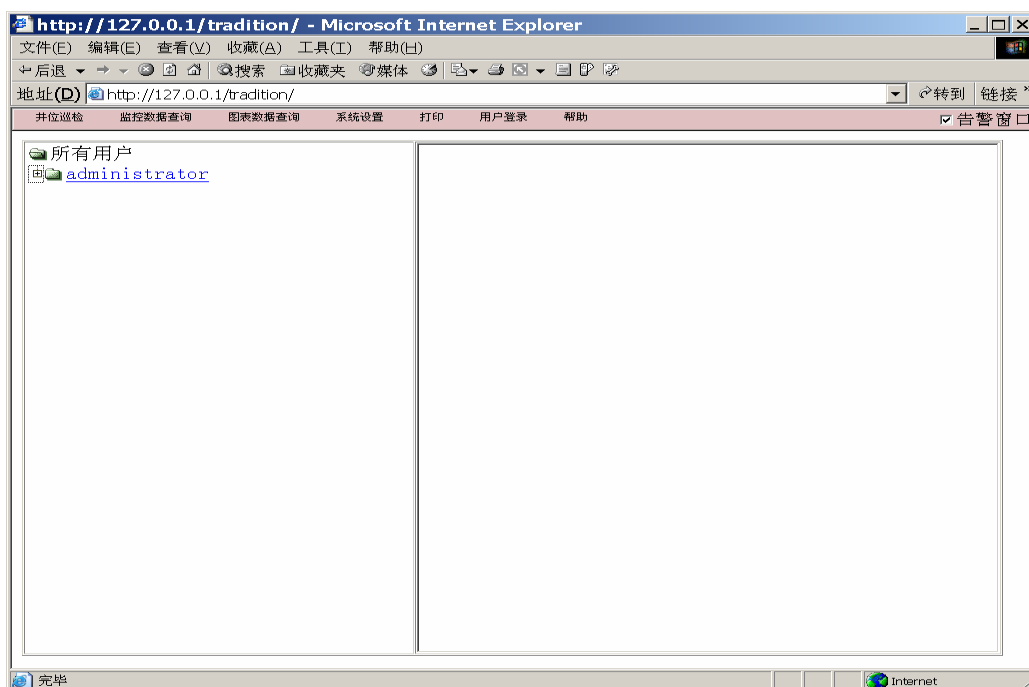 http://127.0.0.1/tradition/ - Microsoft Internet Explorer
文件(F) 编辑(E) 查看(V) 收藏(A) 工具(T) 帮助(H)
后退 搜索 收藏夹 媒体
地址(D) http://127.0.0.1/tradition/ 转到 链接 »
井位巡检 监控数据查询 图表数据查询 系统设置 打印 用户登录 帮助 告警窗口
所有用户
administrator
完毕 Internet